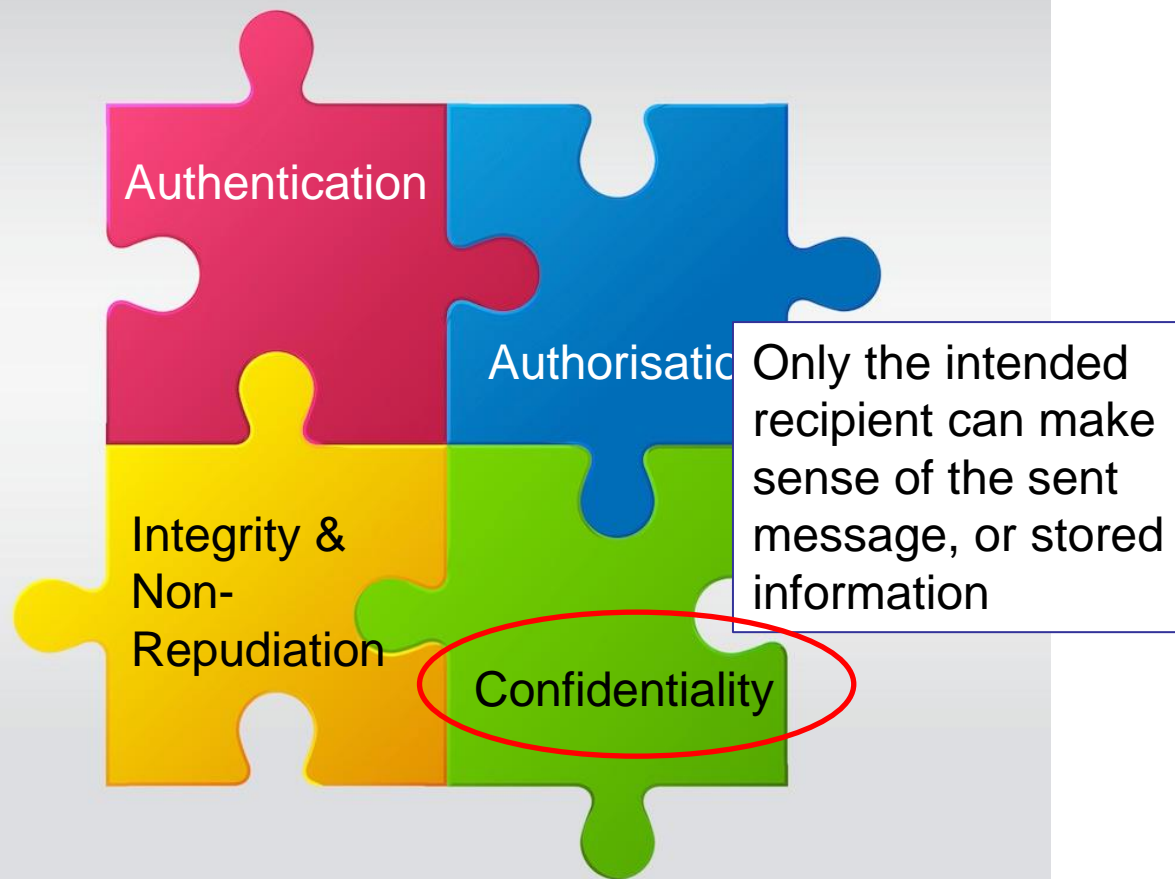 Authentication
Authorisatio
Only the intended
recipient can make
sense of the sent
message, or stored
information
Integrity &
Non-
Repudiation
Confidentiality